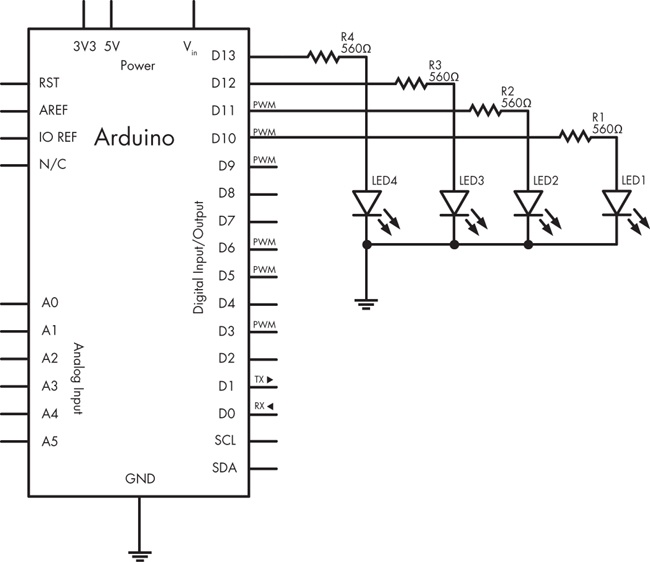 3V3 5V Vin
Power
RST
AREF
IO REF
N/C
Arduino
Digital Input/Output
D13
D12
D11 PWM
D10 PWM
D9 PWM
D8
D7
D6 PWM
D5 PWM
D4
D3 PWM
D2
D1 TX ►
D0 RX ◄
SCL
SDA
A0
A1
A2
A3
A4
A5
Analog Input
GND
R4
560Ω
R3
560Ω
R2
560Ω
R1
560Ω
LED4
LED3
LED2
LED1